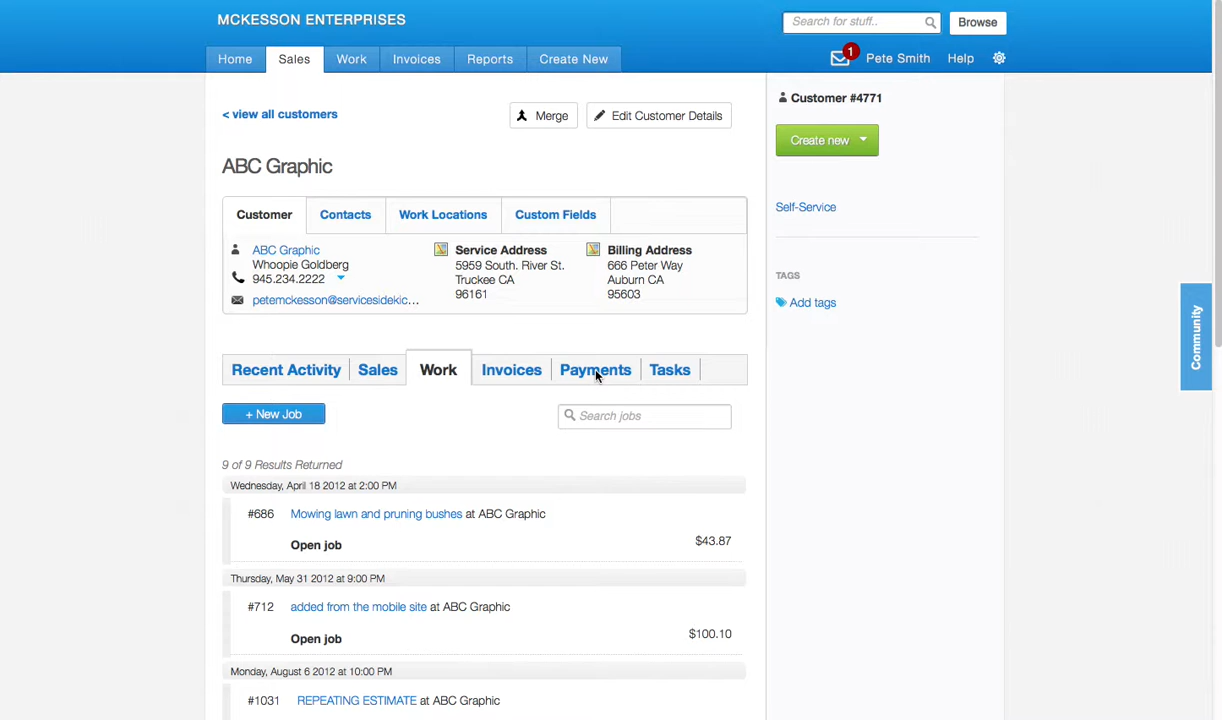 MCKESSON ENTERPRISES
Search for stuff..
Browse
Home
Sales
Work
Invoices
Reports
Create New
1
Pete Smith
Help
< view all customers
Merge
Edit Customer Details
Customer #4771
Create new
ABC Graphic
Self-Service
Customer
Contacts
Work Locations
Custom Fields
ABC Graphic
Whoopie Goldberg
945.234.2222
petemckesson@servicesidekic...
Service Address
5959 South. River St.
Truckee CA
96161
Billing Address
666 Peter Way
Auburn CA
95603
TAGS
Add tags
Community
Recent Activity
Sales
Work
Invoices
Payments
Tasks
+ New Job
Search jobs
9 of 9 Results Returned
Wednesday, April 18 2012 at 2:00 PM
#686 Mowing lawn and pruning bushes at ABC Graphic
Open job
$43.87
Thursday, May 31 2012 at 9:00 PM
#712 added from the mobile site at ABC Graphic
Open job
$100.10
Monday, August 6 2012 at 10:00 PM
#1031 REPEATING ESTIMATE at ABC Graphic